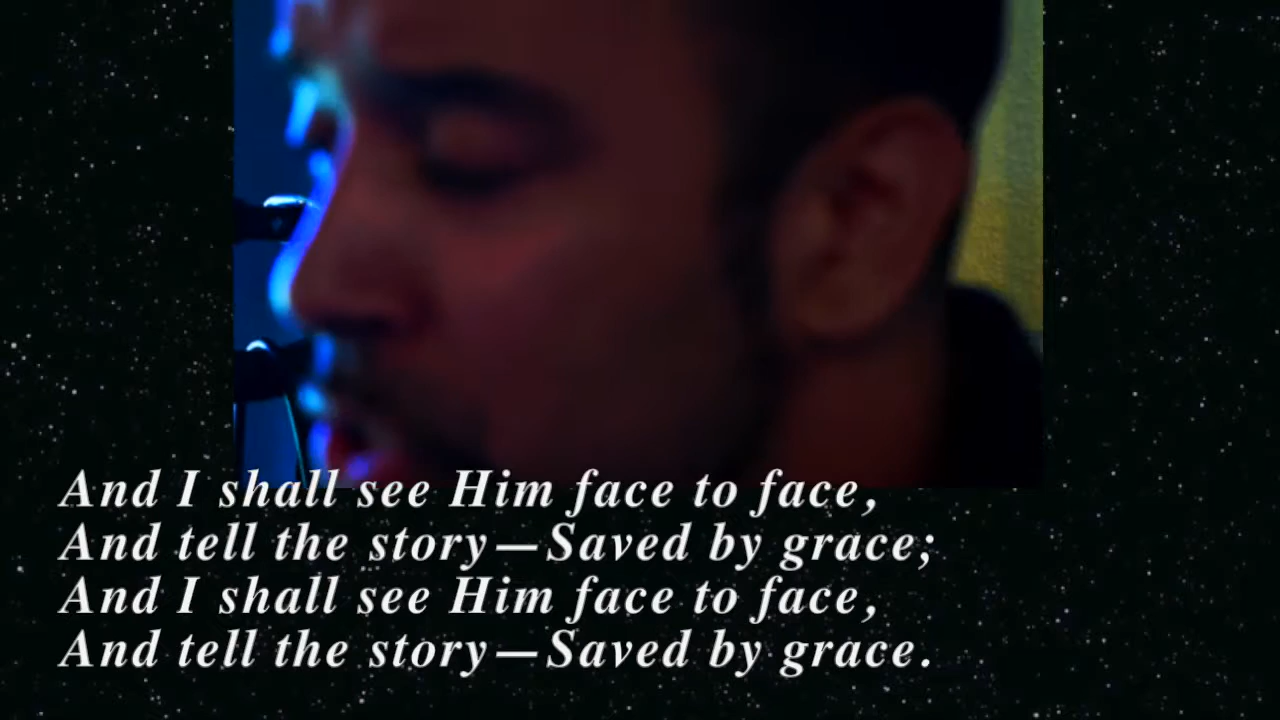 And I shall see Him face to face,
And tell the story—Saved by grace;
And I shall see Him face to face,
And tell the story—Saved by grace.